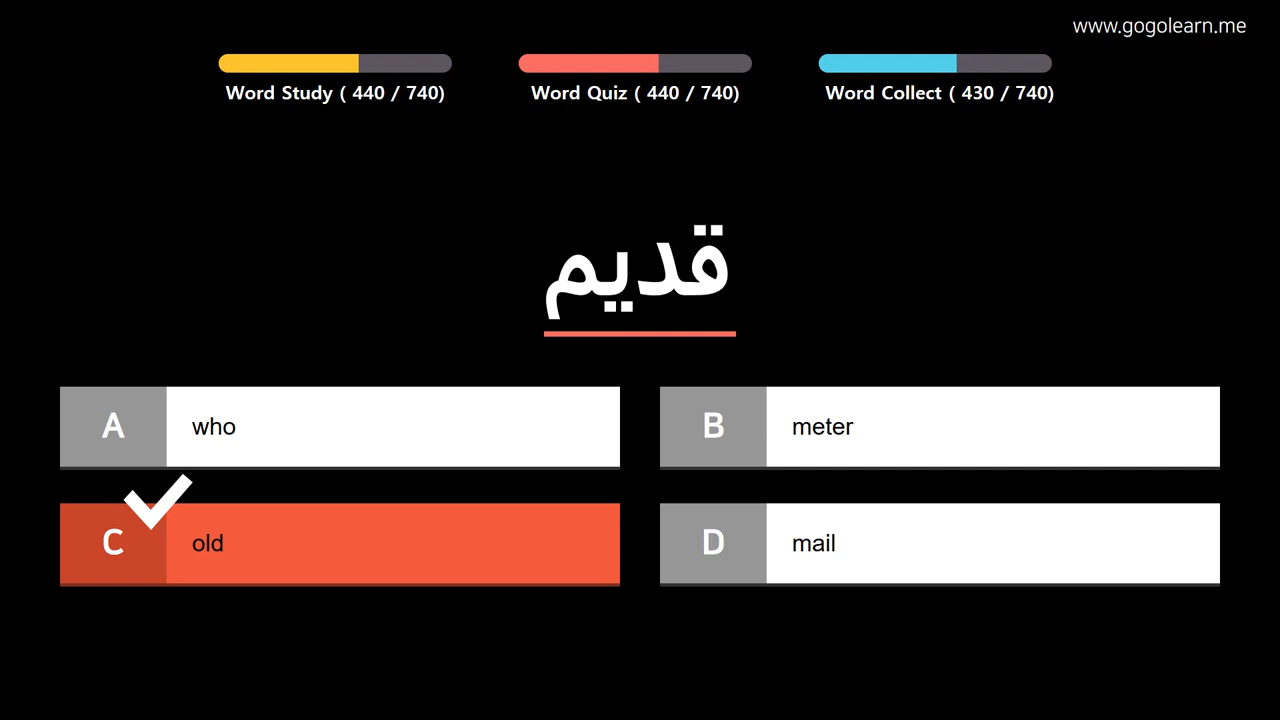 www.gogolearn.me
Word Study ( 440 / 740)
Word Quiz ( 440 / 740)
Word Collect ( 430 / 740)
قديم
A who
B meter
C old
D mail